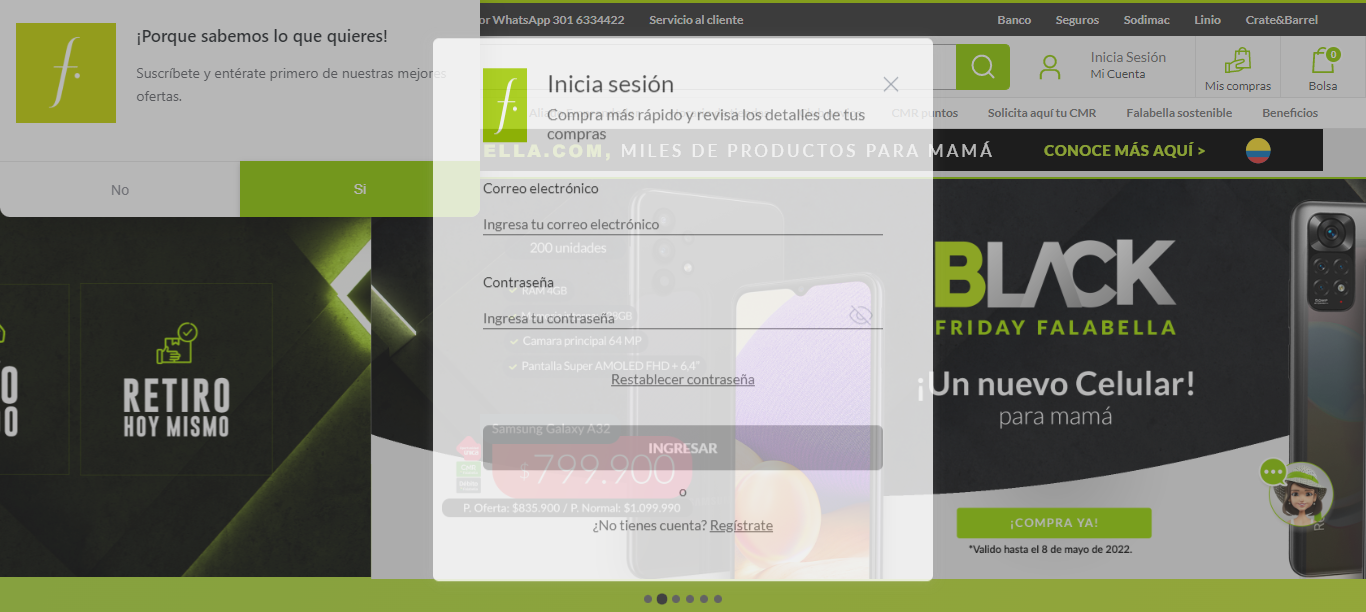 ¡Porque sabemos lo que quieres!
Suscríbete y entérate primero de nuestras mejores
ofertas.
No
Si
or WhatsApp 301 6334422
Servicio al cliente
Banco
Seguros
Sodimac
Linio
Crate&Barrel
Inicia Sesión
Mi Cuenta
Mis compras
0
Bolsa
CMR puntos
Solicita aquí tu CMR
Falabella sostenible
Beneficios
ELLA.COM, MILES DE PRODUCTOS PARA MAMÁ
CONOCE MÁS AQUÍ >
Inicia sesión
Compra más rápido y revisa los detalles de tus
compras
Correo electrónico
Ingresa tu correo electrónico
Contraseña
Ingresa tu contraseña
Restablecer contraseña
INGRESAR
o
¿No tienes cuenta? Regístrate
200 unidades
RAM 4GB
Camara principal 64 MP
Pantalla Super AMOLED FHD + 6.4"
Samsung Galaxy A32
$799.900
P. Oferta: $835.900 / P. Normal: $1.099.990
RETIRO
HOY MISMO
BLACK
FRIDAY FALABELLA
¡Un nuevo Celular!
para mamá
¡COMPRA YA!
*Valido hasta el 8 de mayo de 2022.